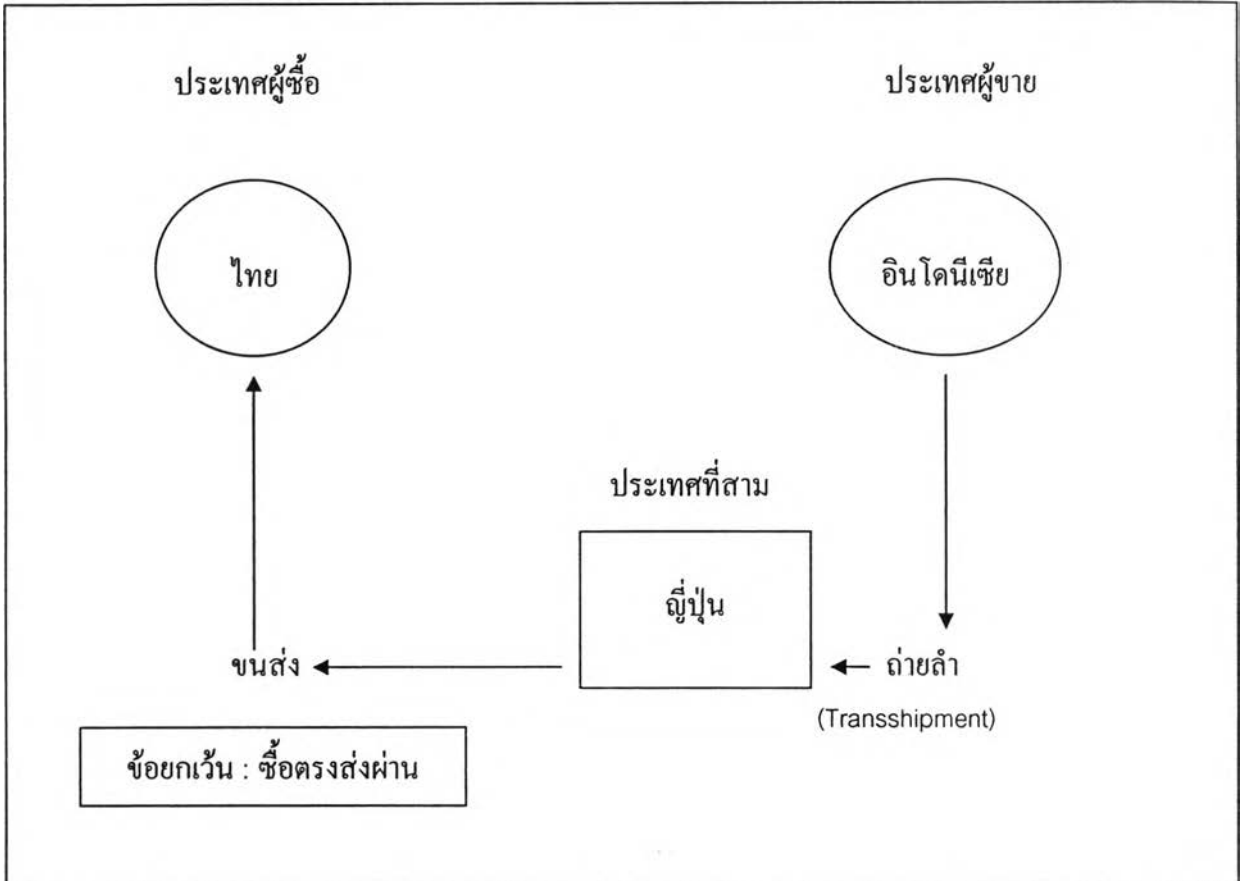 ประเทศผู้ซื้อ
ประเทศผู้ขาย
ไทย
อินโดนีเซีย
ประเทศที่สาม
ญี่ปุ่น
ขนส่ง
ถ่ายลำ
(Transshipment)
ข้อยกเว้น : ซื้อตรงส่งผ่าน